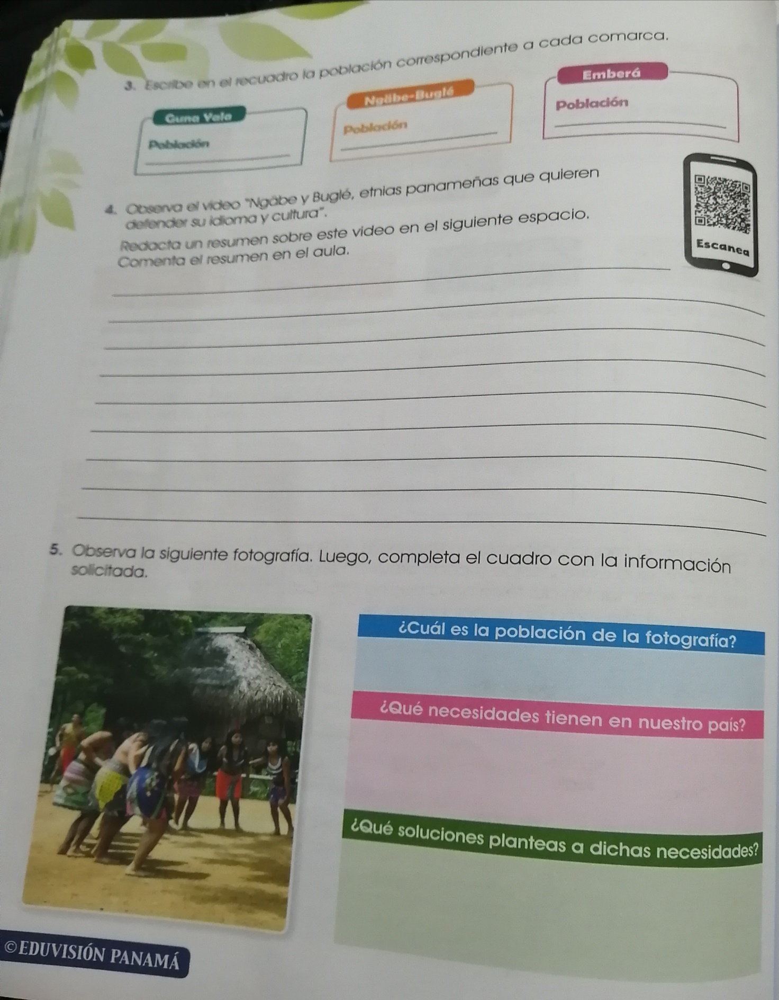 3. Escribe en el recuadro la población correspondiente a cada comarca.
Guna Yala
Población
Ngäbe-Buglé
Población
Emberá
Población
4. Observa el video "Ngäbe y Buglé, etnias panameñas que quieren
defender su idioma y cultura".
Redacta un resumen sobre este video en el siguiente espacio.
Comenta el resumen en el aula.
Escanea
5. Observa la siguiente fotografía. Luego, completa el cuadro con la información
solicitada.
¿Cuál es la población de la fotografía?
¿Qué necesidades tienen en nuestro país?
¿Qué soluciones planteas a dichas necesidades?
©EDUVISIÓN PANAMÁ